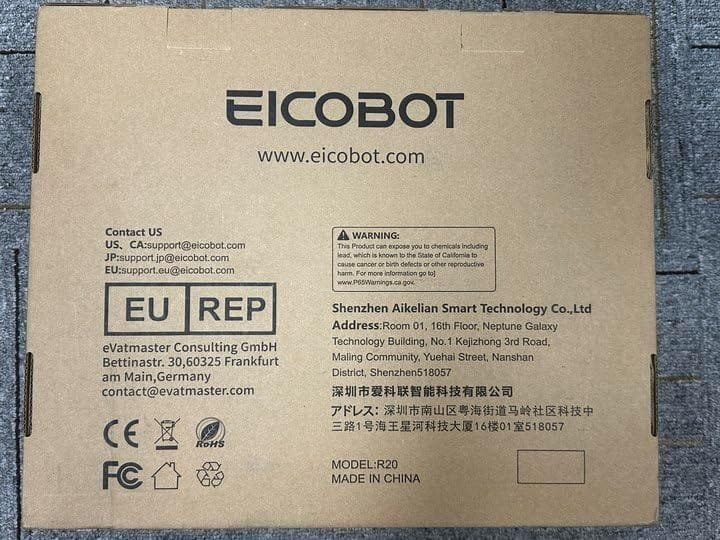 EICOBOT
www.eicobot.com
Contact US
US、CA:support@eicobot.com
JP:support.jp@eicobot.com
EU:support.eu@eicobot.com
EU REP
eVatmaster Consulting GmbH
Bettinastr. 30,60325 Frankfurt
am Main,Germany
contact@evatmaster.com
CE
RoHS
FC
WARNING:
This Product can expose you to chemicals including
lead, which is known to the State of California to
cause cancer or birth defects or other reproductive
harm. For more information go to]
www.P65Warnings.ca.gov.
Shenzhen Aikelian Smart Technology Co.,Ltd
Address:Room 01, 16th Floor, Neptune Galaxy
Technology Building, No.1 Kejizhong 3rd Road,
Maling Community, Yuehai Street, Nanshan
District, Shenzhen518057
深圳市爱科联智能科技有限公司
アドレス: 深圳市南山区粤海街道马岭社区科技中
三路1号海王星河科技大厦16楼01室518057
MODEL:R20
MADE IN CHINA